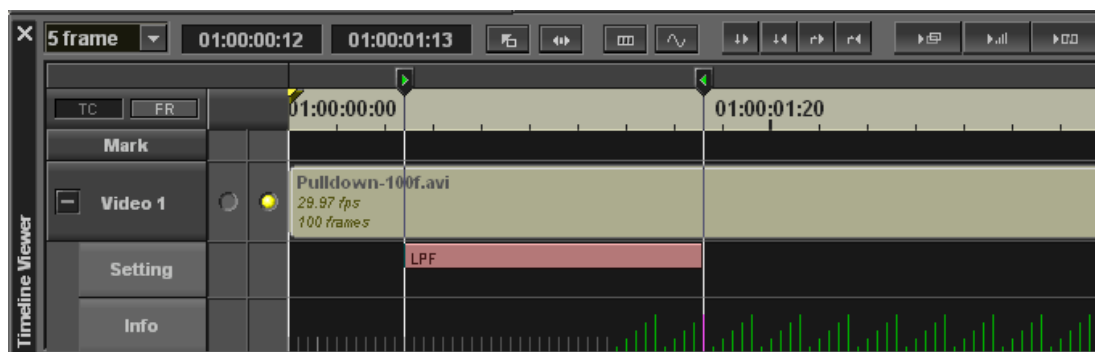 5 frame 01:00:00:12 01:00:01:13
TC FR 01:00:00:00 01:00:01:20
Mark
Pulldown-100f.avi
Video 1 29.97 fps
100 frames
LPF
Setting
Info
Timeline Viewer